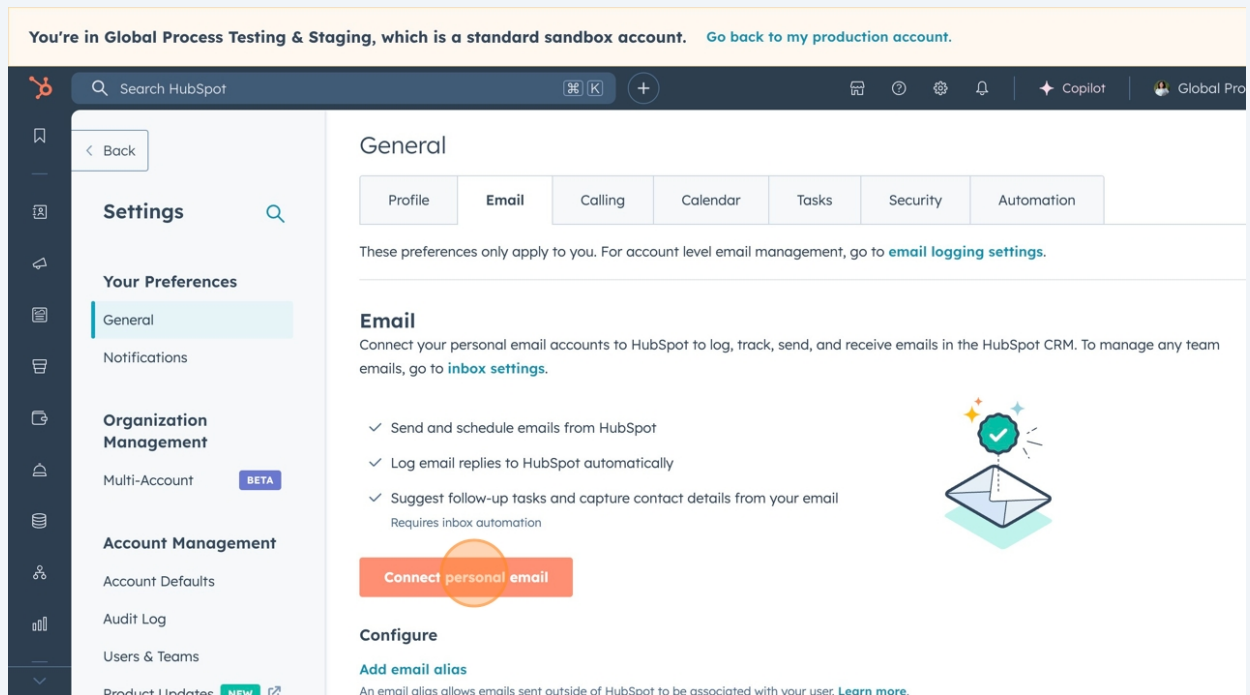 You're in Global Process Testing & Staging, which is a standard sandbox account. Go back to my production account.
Search HubSpot ⌘ K + Copilot Global Pro
Back
General
Profile Email Calling Calendar Tasks Security Automation
Settings
These preferences only apply to you. For account level email management, go to email logging settings.
Your Preferences
General
Notifications
Email
Connect your personal email accounts to HubSpot to log, track, send, and receive emails in the HubSpot CRM. To manage any team
emails, go to inbox settings.
Organization
Management
Multi-Account BETA
Send and schedule emails from HubSpot
Log email replies to HubSpot automatically
Suggest follow-up tasks and capture contact details from your email
Requires inbox automation
Account Management
Account Defaults
Audit Log
Users & Teams
Product Updates NEW
Connect personal email
Configure
Add email alias
An email alias allows emails sent outside of HubSpot to be associated with your user. Learn more.